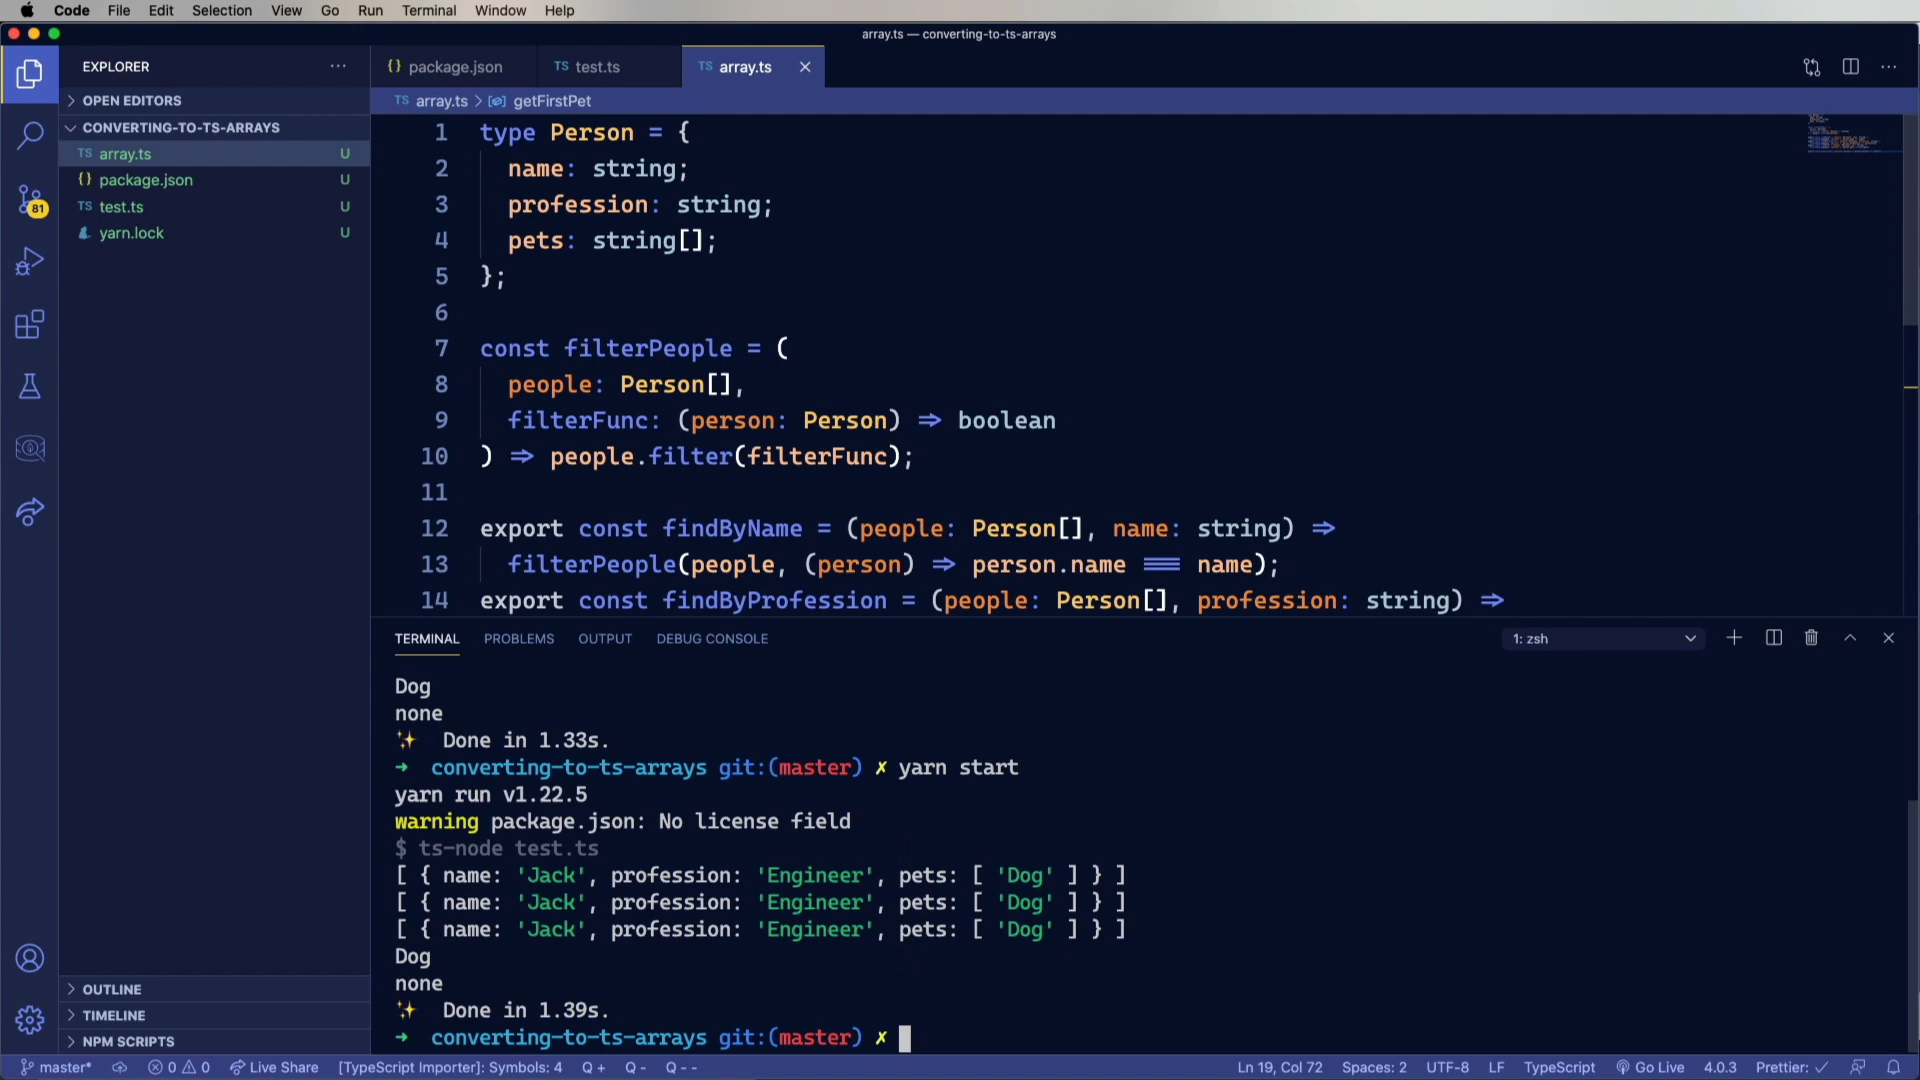 Code File Edit Selection View Go Run Terminal Window Help
array.ts — converting-to-ts-arrays
EXPLORER
OPEN EDITORS
CONVERTING-TO-TS-ARRAYS
TS array.ts U
{} package.json U
TS test.ts U
yarn.lock U
81
OUTLINE
TIMELINE
NPM SCRIPTS
{} package.json TS test.ts TS array.ts
TS array.ts > getFirstPet
1 type Person = {
2 name: string;
3 profession: string;
4 pets: string[];
5 };
6
7 const filterPeople = (
8 people: Person[],
9 filterFunc: (person: Person) => boolean
10 ) => people.filter(filterFunc);
11
12 export const findByName = (people: Person[], name: string) =>
13 filterPeople(people, (person) => person.name === name);
14 export const findByProfession = (people: Person[], profession: string) =>
TERMINAL PROBLEMS OUTPUT DEBUG CONSOLE 1: zsh
Dog
none
✨ Done in 1.33s.
➜ converting-to-ts-arrays git:(master) ✗ yarn start
yarn run v1.22.5
warning package.json: No license field
$ ts-node test.ts
[ { name: 'Jack', profession: 'Engineer', pets: [ 'Dog' ] } ]
[ { name: 'Jack', profession: 'Engineer', pets: [ 'Dog' ] } ]
[ { name: 'Jack', profession: 'Engineer', pets: [ 'Dog' ] } ]
Dog
none
✨ Done in 1.39s.
➜ converting-to-ts-arrays git:(master) ✗
master* 0 0 Live Share [TypeScript Importer]: Symbols: 4 Q + Q - Q -- Ln 19, Col 72 Spaces: 2 UTF-8 LF TypeScript Go Live 4.0.3 Prettier: ✓